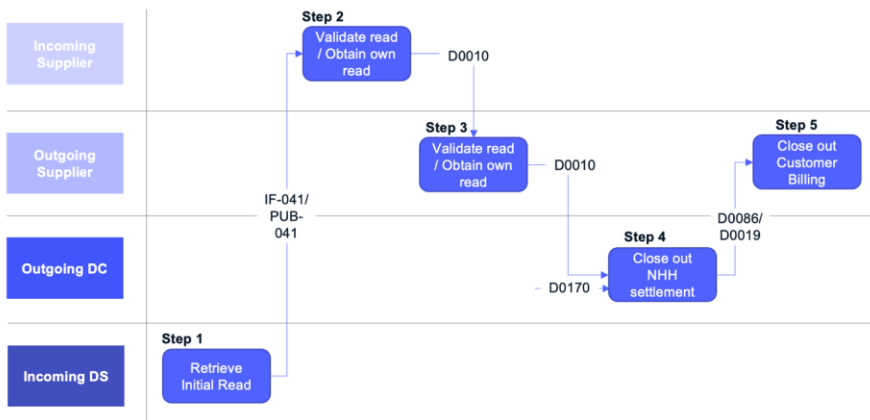 Step 2
Incoming
Supplier
Validate read
/ Obtain own
read
D0010
Step 3
Step 5
Outgoing
Supplier
Validate read
/ Obtain own
read
D0010
Close out
Customer
Billing
IF-041/
PUB-
041
D0086/
D0019
Step 4
Outgoing DC
Close out
NHH
settlement
D0170
Step 1
Incoming DS
Retrieve
Initial Read